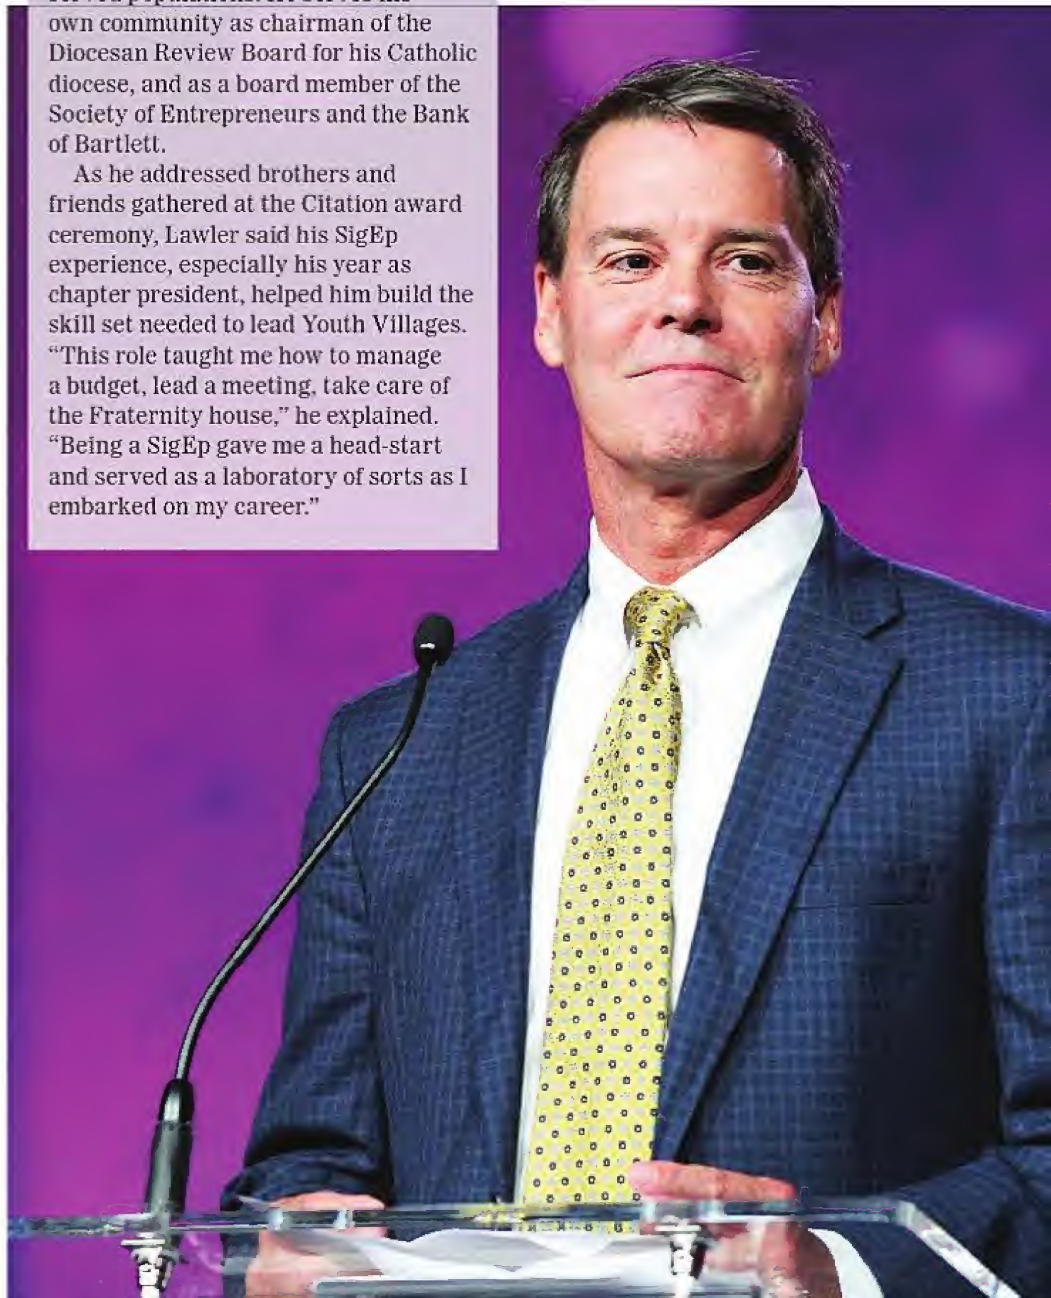 own community as chairman of the
Diocesan Review Board for his Catholic
diocese, and as a board member of the
Society of Entrepreneurs and the Bank
of Bartlett.
As he addressed brothers and
friends gathered at the Citation award
ceremony, Lawler said his SigEp
experience, especially his year as
chapter president, helped him build the
skill set needed to lead Youth Villages.
“This role taught me how to manage
a budget, lead a meeting, take care of
the Fraternity house,” he explained.
“Being a SigEp gave me a head-start
and served as a laboratory of sorts as I
embarked on my career.”